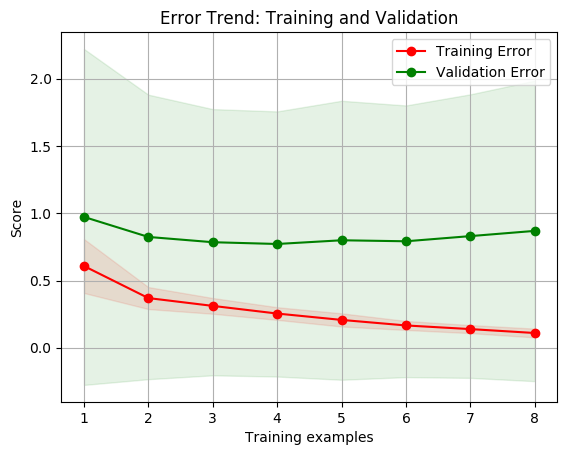 Error Trend: Training and Validation
Training Error
Validation Error
Score
2.0
1.5
1.0
0.5
0.0
1 2 3 4 5 6 7 8
Training examples